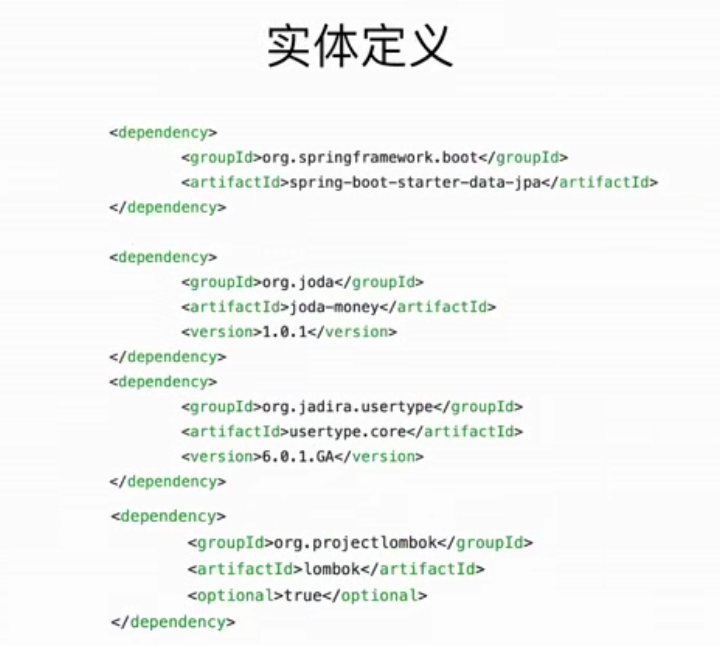 实体定义
<dependency>
<groupId>org.springframework.boot</groupId>
<artifactId>spring-boot-starter-data-jpa</artifactId>
</dependency>
<dependency>
<groupId>org.joda</groupId>
<artifactId>joda-money</artifactId>
<version>1.0.1</version>
</dependency>
<dependency>
<groupId>org.jadira.usertype</groupId>
<artifactId>usertype.core</artifactId>
<version>6.0.1.GA</version>
</dependency>
<dependency>
<groupId>org.projectlombok</groupId>
<artifactId>lombok</artifactId>
<optional>true</optional>
</dependency>